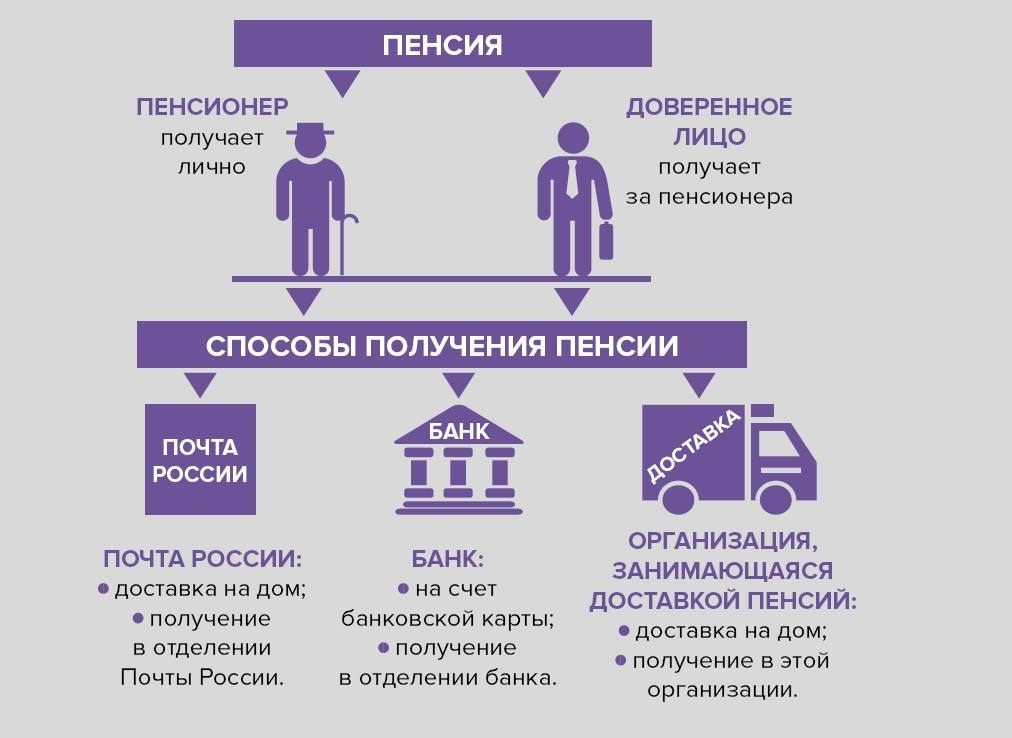 ПЕНСИЯ
ПЕНСИОНЕР
получает
лично
ДОВЕРЕННОЕ
ЛИЦО
получает
за пенсионера
СПОСОБЫ ПОЛУЧЕНИЯ ПЕНСИИ
ПОЧТА
РОССИИ
БАНК
ДОСТАВКА
ПОЧТА РОССИИ:
• доставка на дом;
• получение
в отделении
Почты России.
БАНК:
• на счет
банковской карты;
• получение
в отделении банка.
ОРГАНИЗАЦИЯ,
ЗАНИМАЮЩАЯСЯ
ДОСТАВКОЙ ПЕНСИЙ:
• доставка на дом;
• получение в этой
организации.